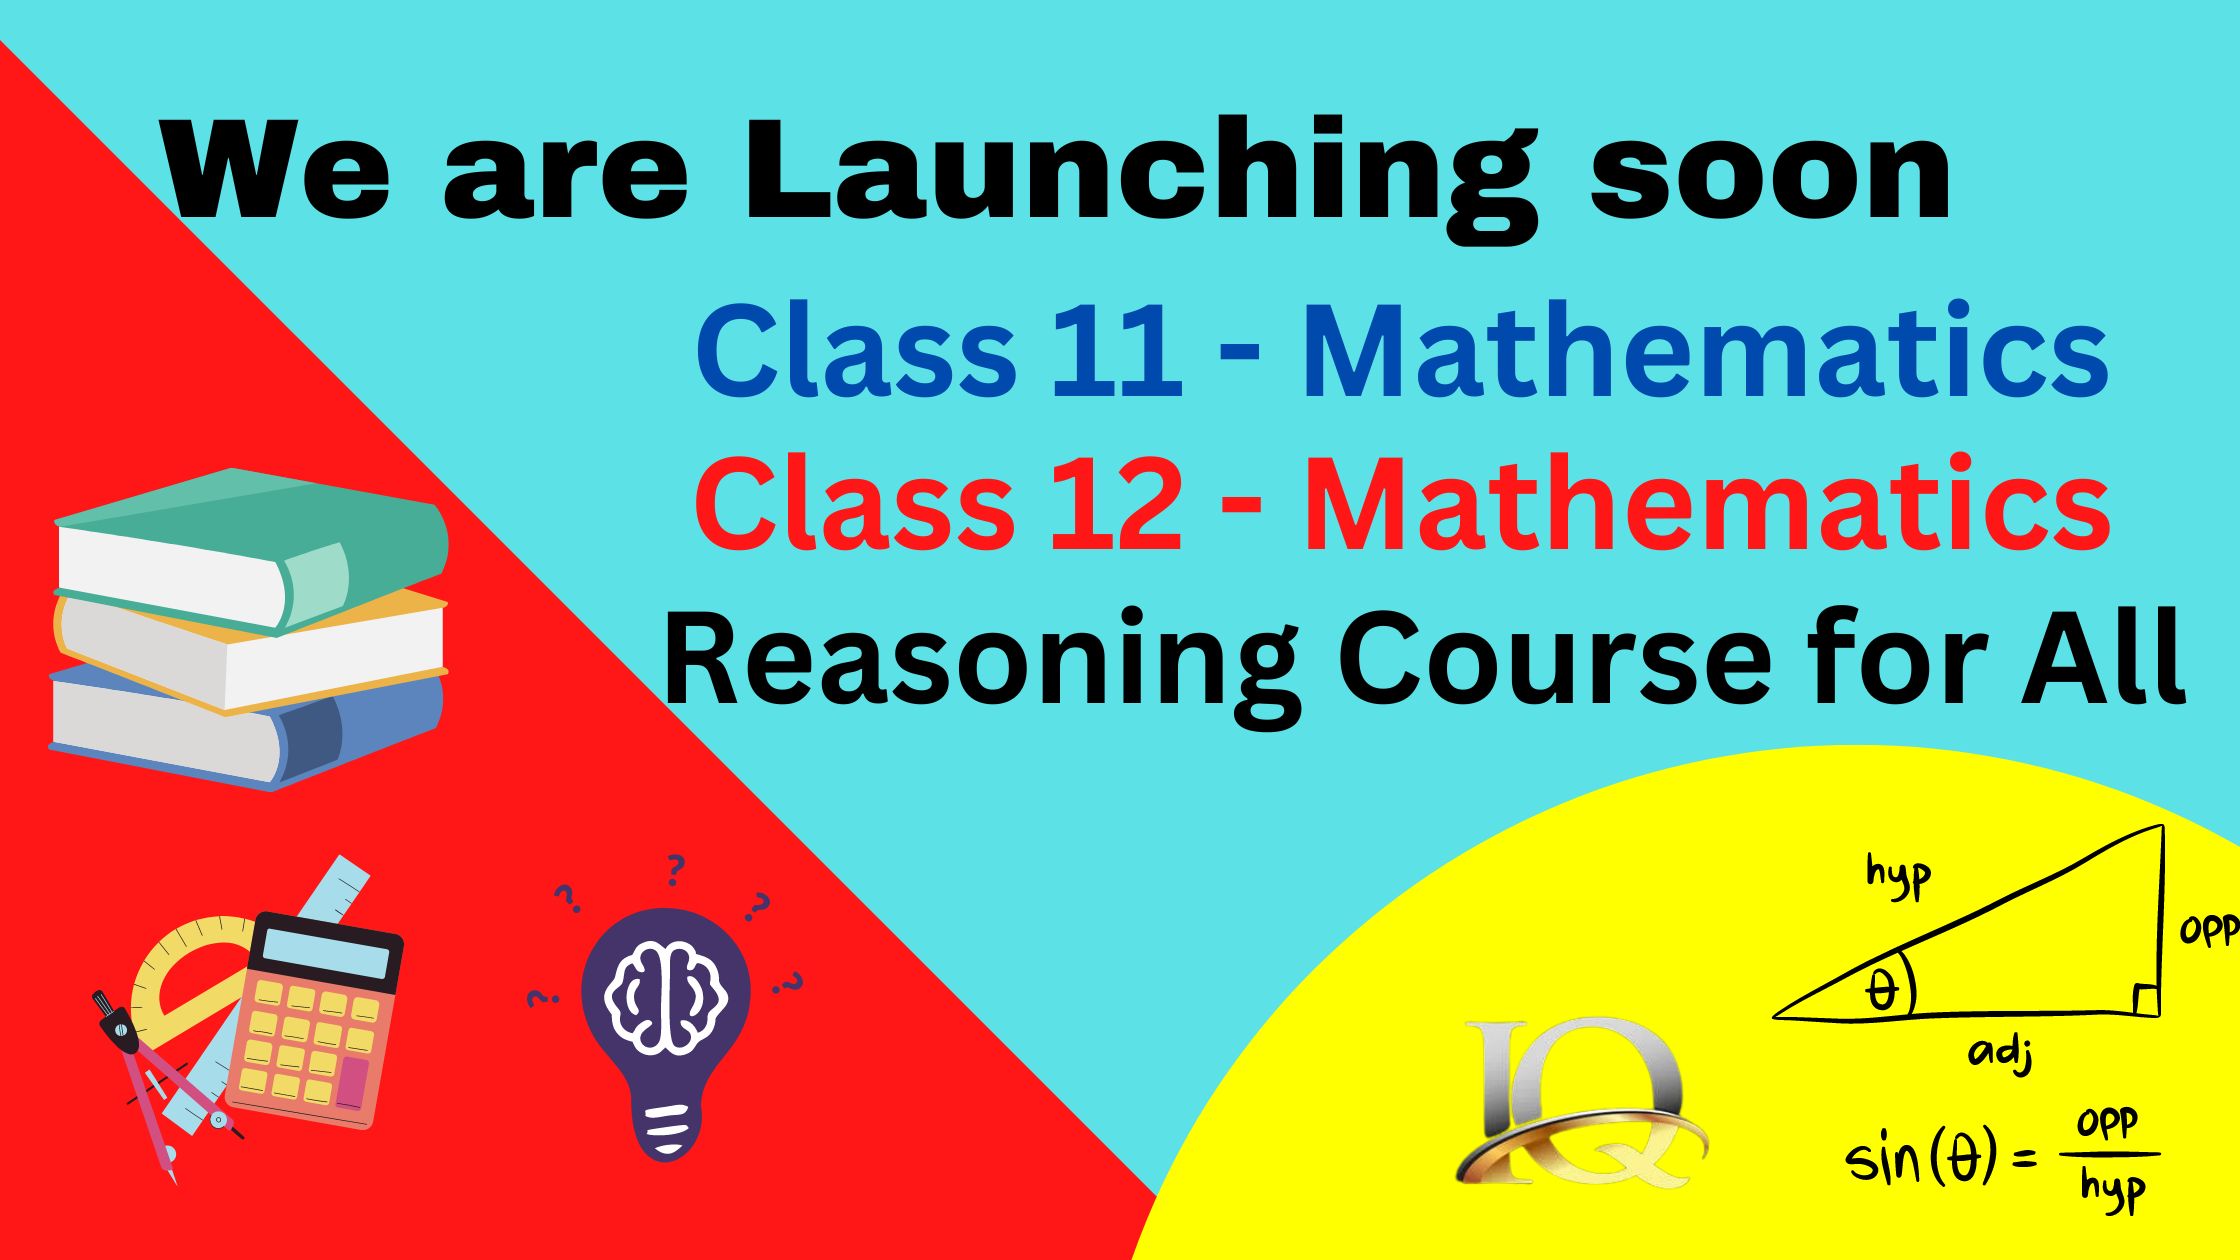 We are Launching soon
Class 11 - Mathematics
Class 12 - Mathematics
Reasoning Course for All
? ? ? ? ?
hyp
opp
θ
adj
IQ
sin(θ) = opp/hyp